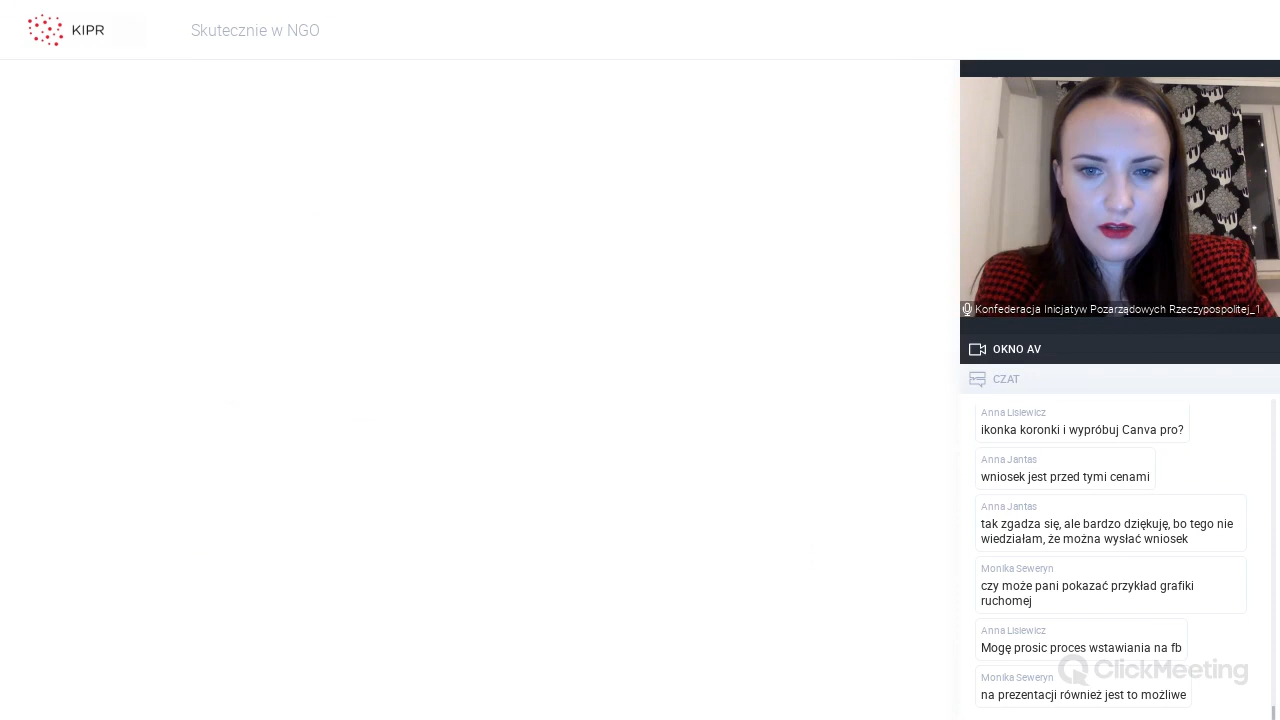 KIPR
Skutecznie w NGO
Konfederacja Inicjatyw Pozarządowych Rzeczypospolitej_1
OKNO AV
CZAT
Anna Lisiewicz
ikonka koronki i wypróbuj Canva pro?
Anna Jantas
wniosek jest przed tymi cenami
Anna Jantas
tak zgadza się, ale bardzo dziękuję, bo tego nie
wiedziałam, że można wysłać wniosek
Monika Seweryn
czy może pani pokazać przykład grafiki
ruchomej
Anna Lisiewicz
Mogę prosic proces wstawiania na fb
Monika Seweryn
na prezentacji również jest to możliwe
ClickMeeting